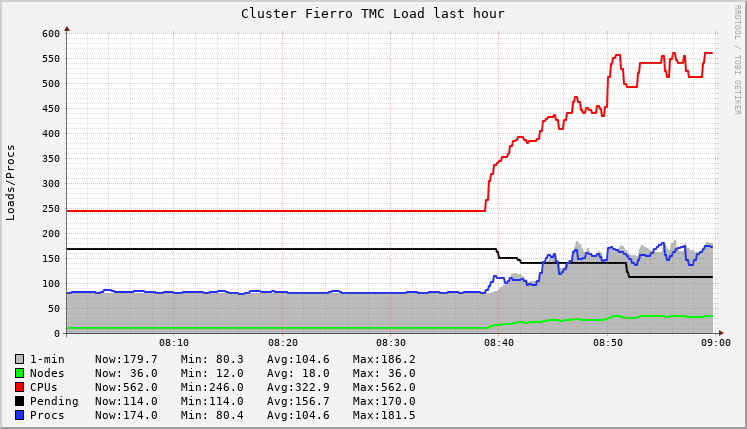 Cluster Fierro TMC Load last hour
RRDTOOL / TOBI OETIKER
Loads/Procs
600
550
500
450
400
350
300
250
200
150
100
50
0
08:10 08:20 08:30 08:40 08:50 09:00
1-min Now:179.7 Min: 80.3 Avg:104.6 Max:186.2
Nodes Now: 36.0 Min: 12.0 Avg: 18.0 Max: 36.0
CPUs Now:562.0 Min:246.0 Avg:322.9 Max:562.0
Pending Now:114.0 Min:114.0 Avg:156.7 Max:170.0
Procs Now:174.0 Min: 80.4 Avg:104.6 Max:181.5